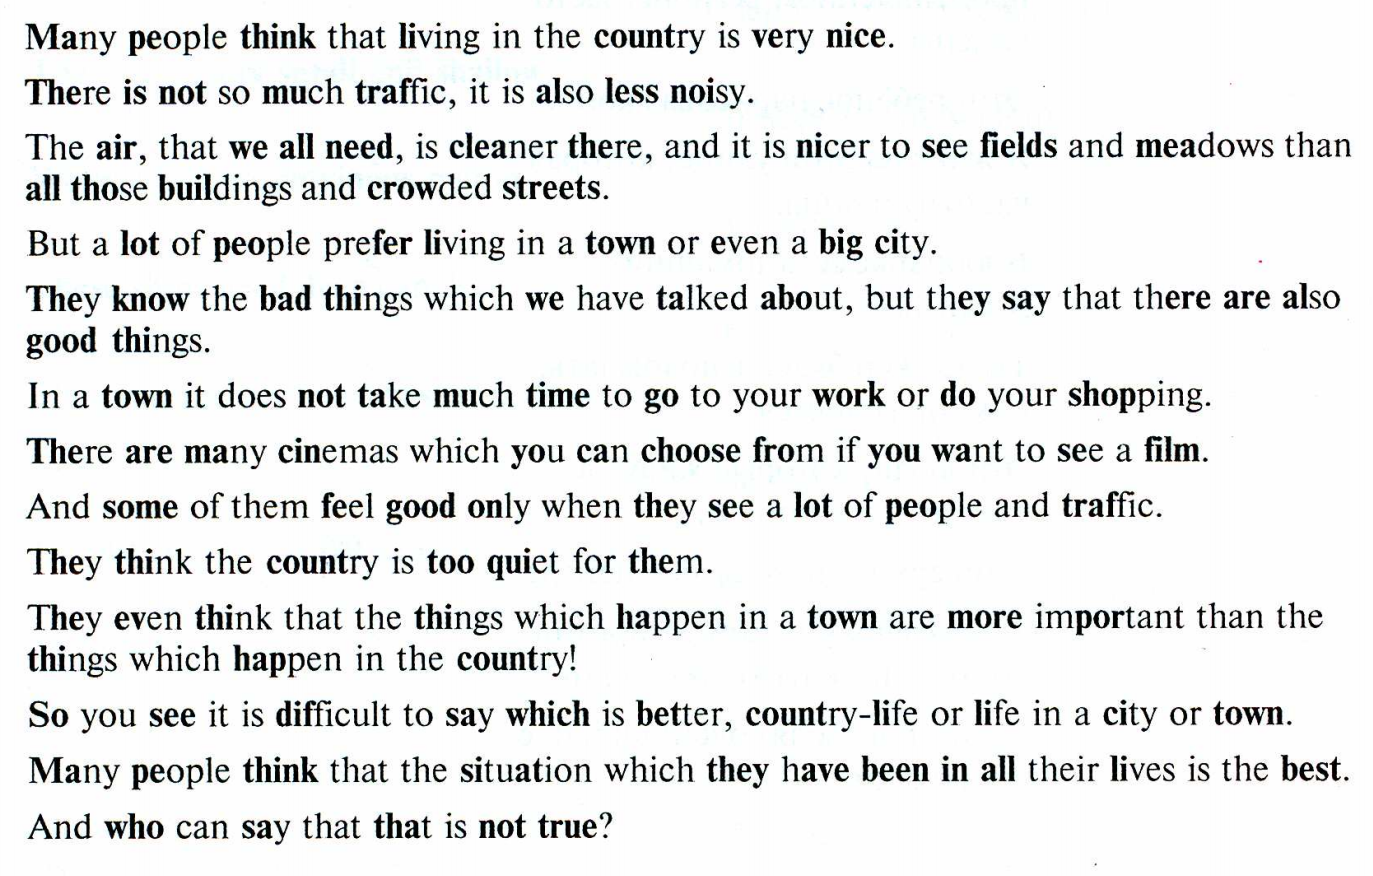 Many people think that living in the country is very nice.
There is not so much traffic, it is also less noisy.
The air, that we all need, is cleaner there, and it is nicer to see fields and meadows than
all those buildings and crowded streets.
But a lot of people prefer living in a town or even a big city.
They know the bad things which we have talked about, but they say that there are also
good things.
In a town it does not take much time to go to your work or do your shopping.
There are many cinemas which you can choose from if you want to see a film.
And some of them feel good only when they see a lot of people and traffic.
They think the country is too quiet for them.
They even think that the things which happen in a town are more important than the
things which happen in the country!
So you see it is difficult to say which is better, country-life or life in a city or town.
Many people think that the situation which they have been in all their lives is the best.
And who can say that that is not true?